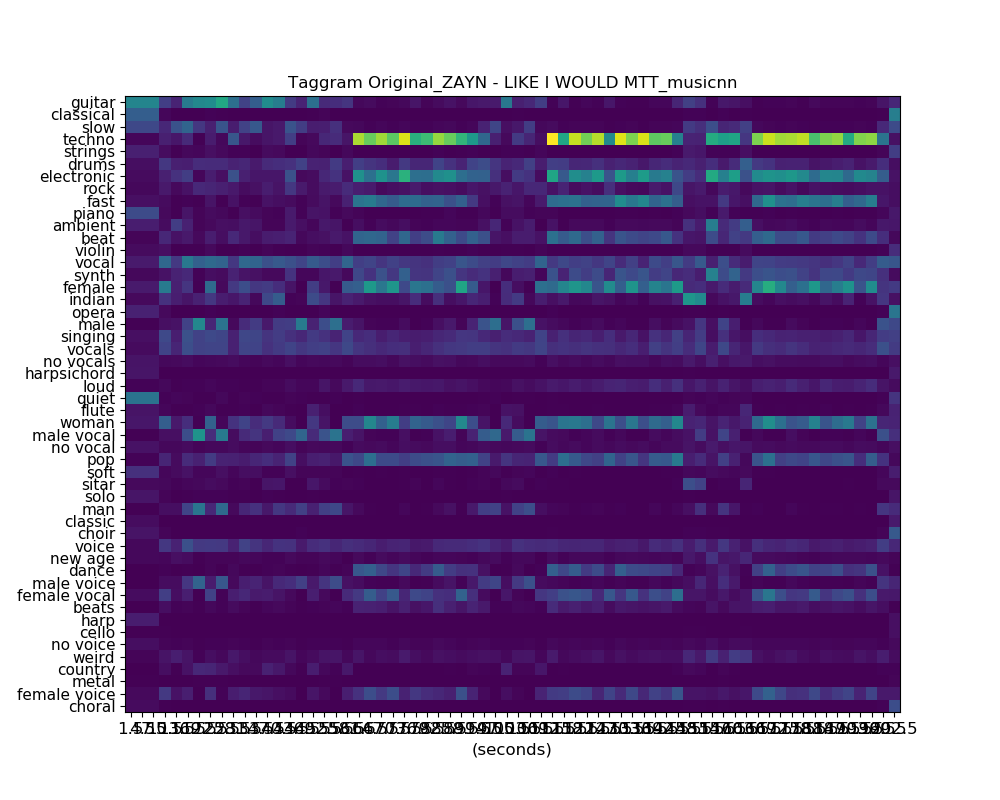 Taggram Original_ZAYN - LIKE I WOULD MTT_musicnn
guitar
classical
slow
techno
strings
drums
electronic
rock
fast
piano
ambient
beat
violin
vocal
synth
female
indian
opera
male
singing
vocals
no vocals
harpsichord
loud
quiet
flute
woman
male vocal
no vocal
pop
soft
sitar
solo
man
classic
choir
voice
new age
dance
male voice
female vocal
beats
harp
cello
no voice
weird
country
metal
female voice
choral
(seconds)